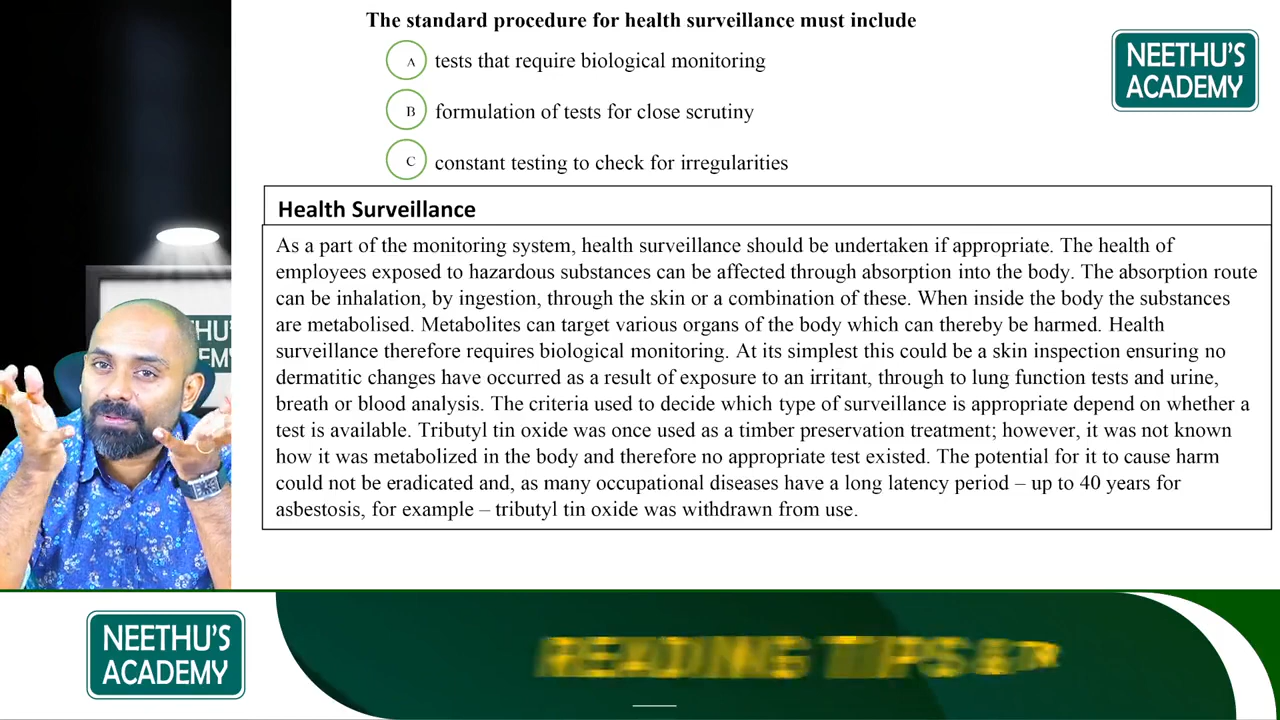 The standard procedure for health surveillance must include
A tests that require biological monitoring
B formulation of tests for close scrutiny
C constant testing to check for irregularities
NEETHU'S
ACADEMY
Health Surveillance
As a part of the monitoring system, health surveillance should be undertaken if appropriate. The health of
employees exposed to hazardous substances can be affected through absorption into the body. The absorption route
can be inhalation, by ingestion, through the skin or a combination of these. When inside the body the substances
are metabolised. Metabolites can target various organs of the body which can thereby be harmed. Health
surveillance therefore requires biological monitoring. At its simplest this could be a skin inspection ensuring no
dermatitic changes have occurred as a result of exposure to an irritant, through to lung function tests and urine,
breath or blood analysis. The criteria used to decide which type of surveillance is appropriate depend on whether a
test is available. Tributyl tin oxide was once used as a timber preservation treatment; however, it was not known
how it was metabolized in the body and therefore no appropriate test existed. The potential for it to cause harm
could not be eradicated and, as many occupational diseases have a long latency period – up to 40 years for
asbestosis, for example – tributyl tin oxide was withdrawn from use.
NEETHU'S
ACADEMY
READING TIPS &